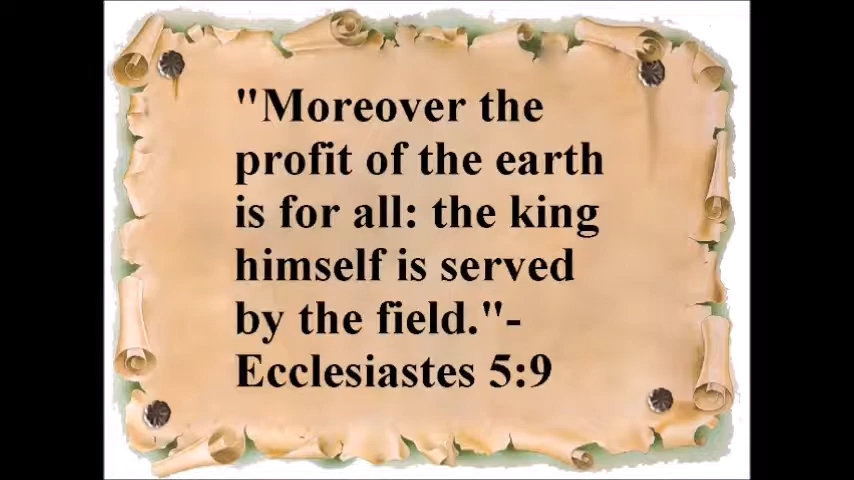 "Moreover the
profit of the earth
is for all: the king
himself is served
by the field."-
Ecclesiastes 5:9